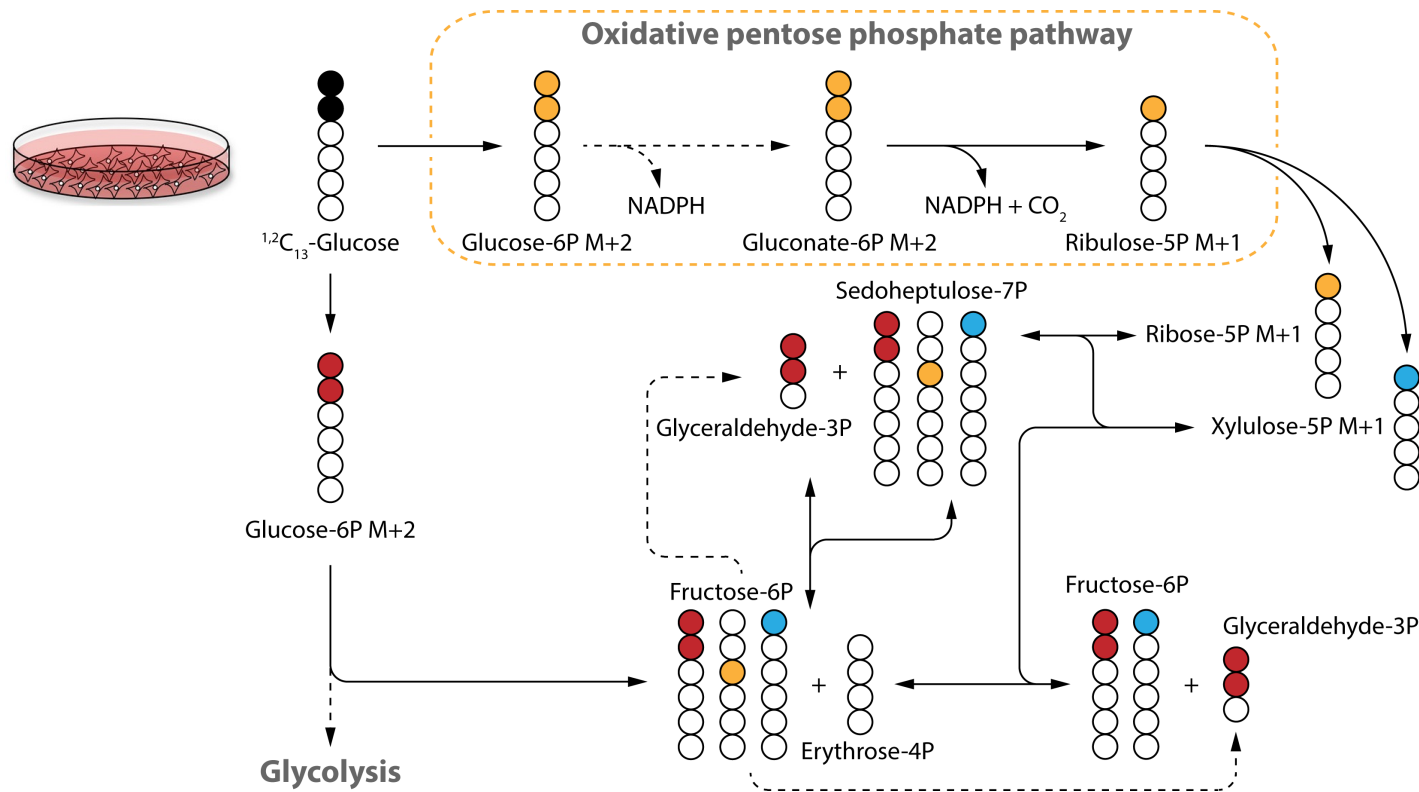 Oxidative pentose phosphate pathway
NADPH
NADPH + CO2
1,2C13-Glucose
Glucose-6P M+2
Gluconate-6P M+2
Ribulose-5P M+1
Sedoheptulose-7P
Ribose-5P M+1
+
Glyceraldehyde-3P
Xylulose-5P M+1
Glucose-6P M+2
Fructose-6P
Fructose-6P
Glyceraldehyde-3P
+
+
Erythrose-4P
Glycolysis